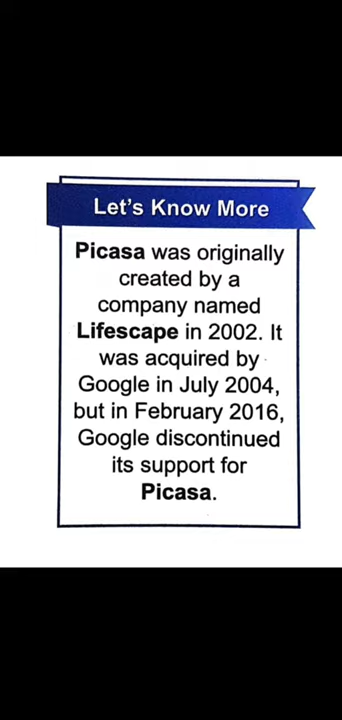 Let's Know More
Picasa was originally
created by a
company named
Lifescape in 2002. It
was acquired by
Google in July 2004,
but in February 2016,
Google discontinued
its support for
Picasa.